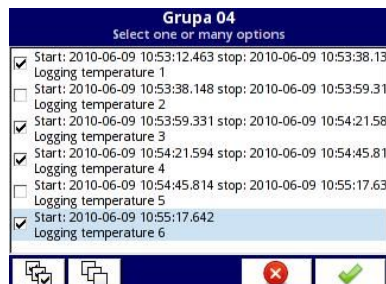 Grupa 04
Select one or many options
Start: 2010-06-09 10:53:12.463 stop: 2010-06-09 10:53:38.13
Logging temperature 1
Start: 2010-06-09 10:53:38.148 stop: 2010-06-09 10:53:59.31
Logging temperature 2
Start: 2010-06-09 10:53:59.331 stop: 2010-06-09 10:54:21.58
Logging temperature 3
Start: 2010-06-09 10:54:21.594 stop: 2010-06-09 10:54:45.81
Logging temperature 4
Start: 2010-06-09 10:54:45.814 stop: 2010-06-09 10:55:17.63
Logging temperature 5
Start: 2010-06-09 10:55:17.642
Logging temperature 6